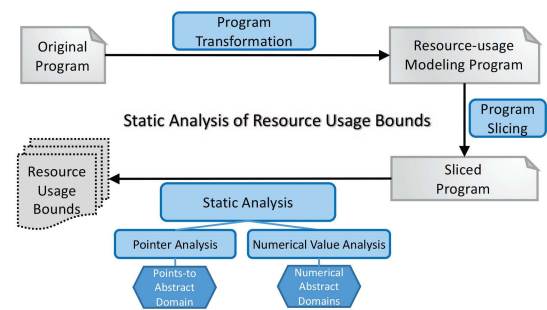 Program
Transformation
Original
Program
Resource-usage
Modeling Program
Program
Slicing
Static Analysis of Resource Usage Bounds
Resource
Usage
Bounds
Sliced
Program
Static Analysis
Pointer Analysis
Numerical Value Analysis
Points-to
Abstract
Domain
Numerical
Abstract
Domains